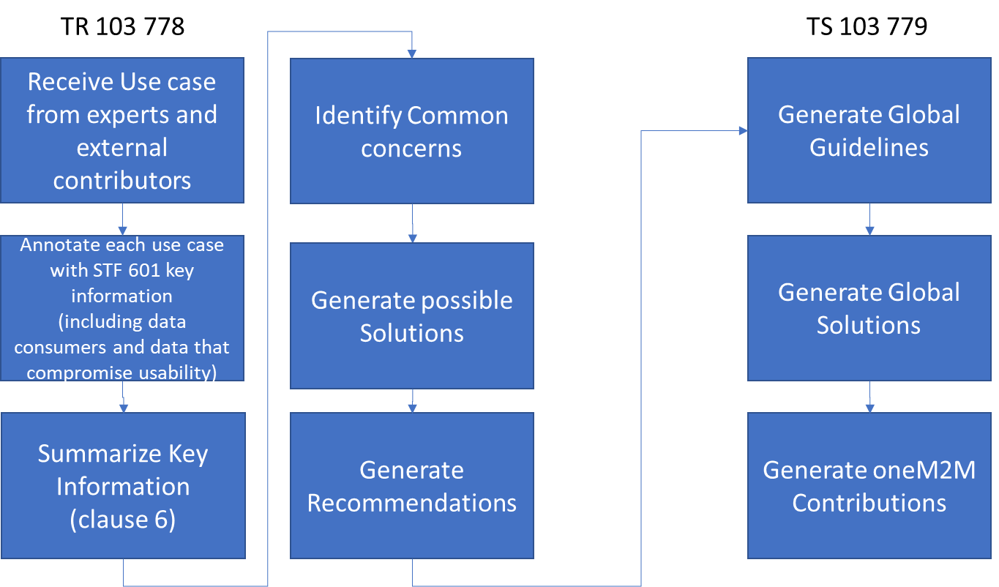 TR 103 778
Receive Use case
from experts and
external
contributors
Annotate each use case
with STF 601 key
information
(including data
consumers and data that
compromise usability)
Summarize Key
Information
(clause 6)
Identify Common
concerns
Generate possible
Solutions
Generate
Recommendations
TS 103 779
Generate Global
Guidelines
Generate Global
Solutions
Generate oneM2M
Contributions